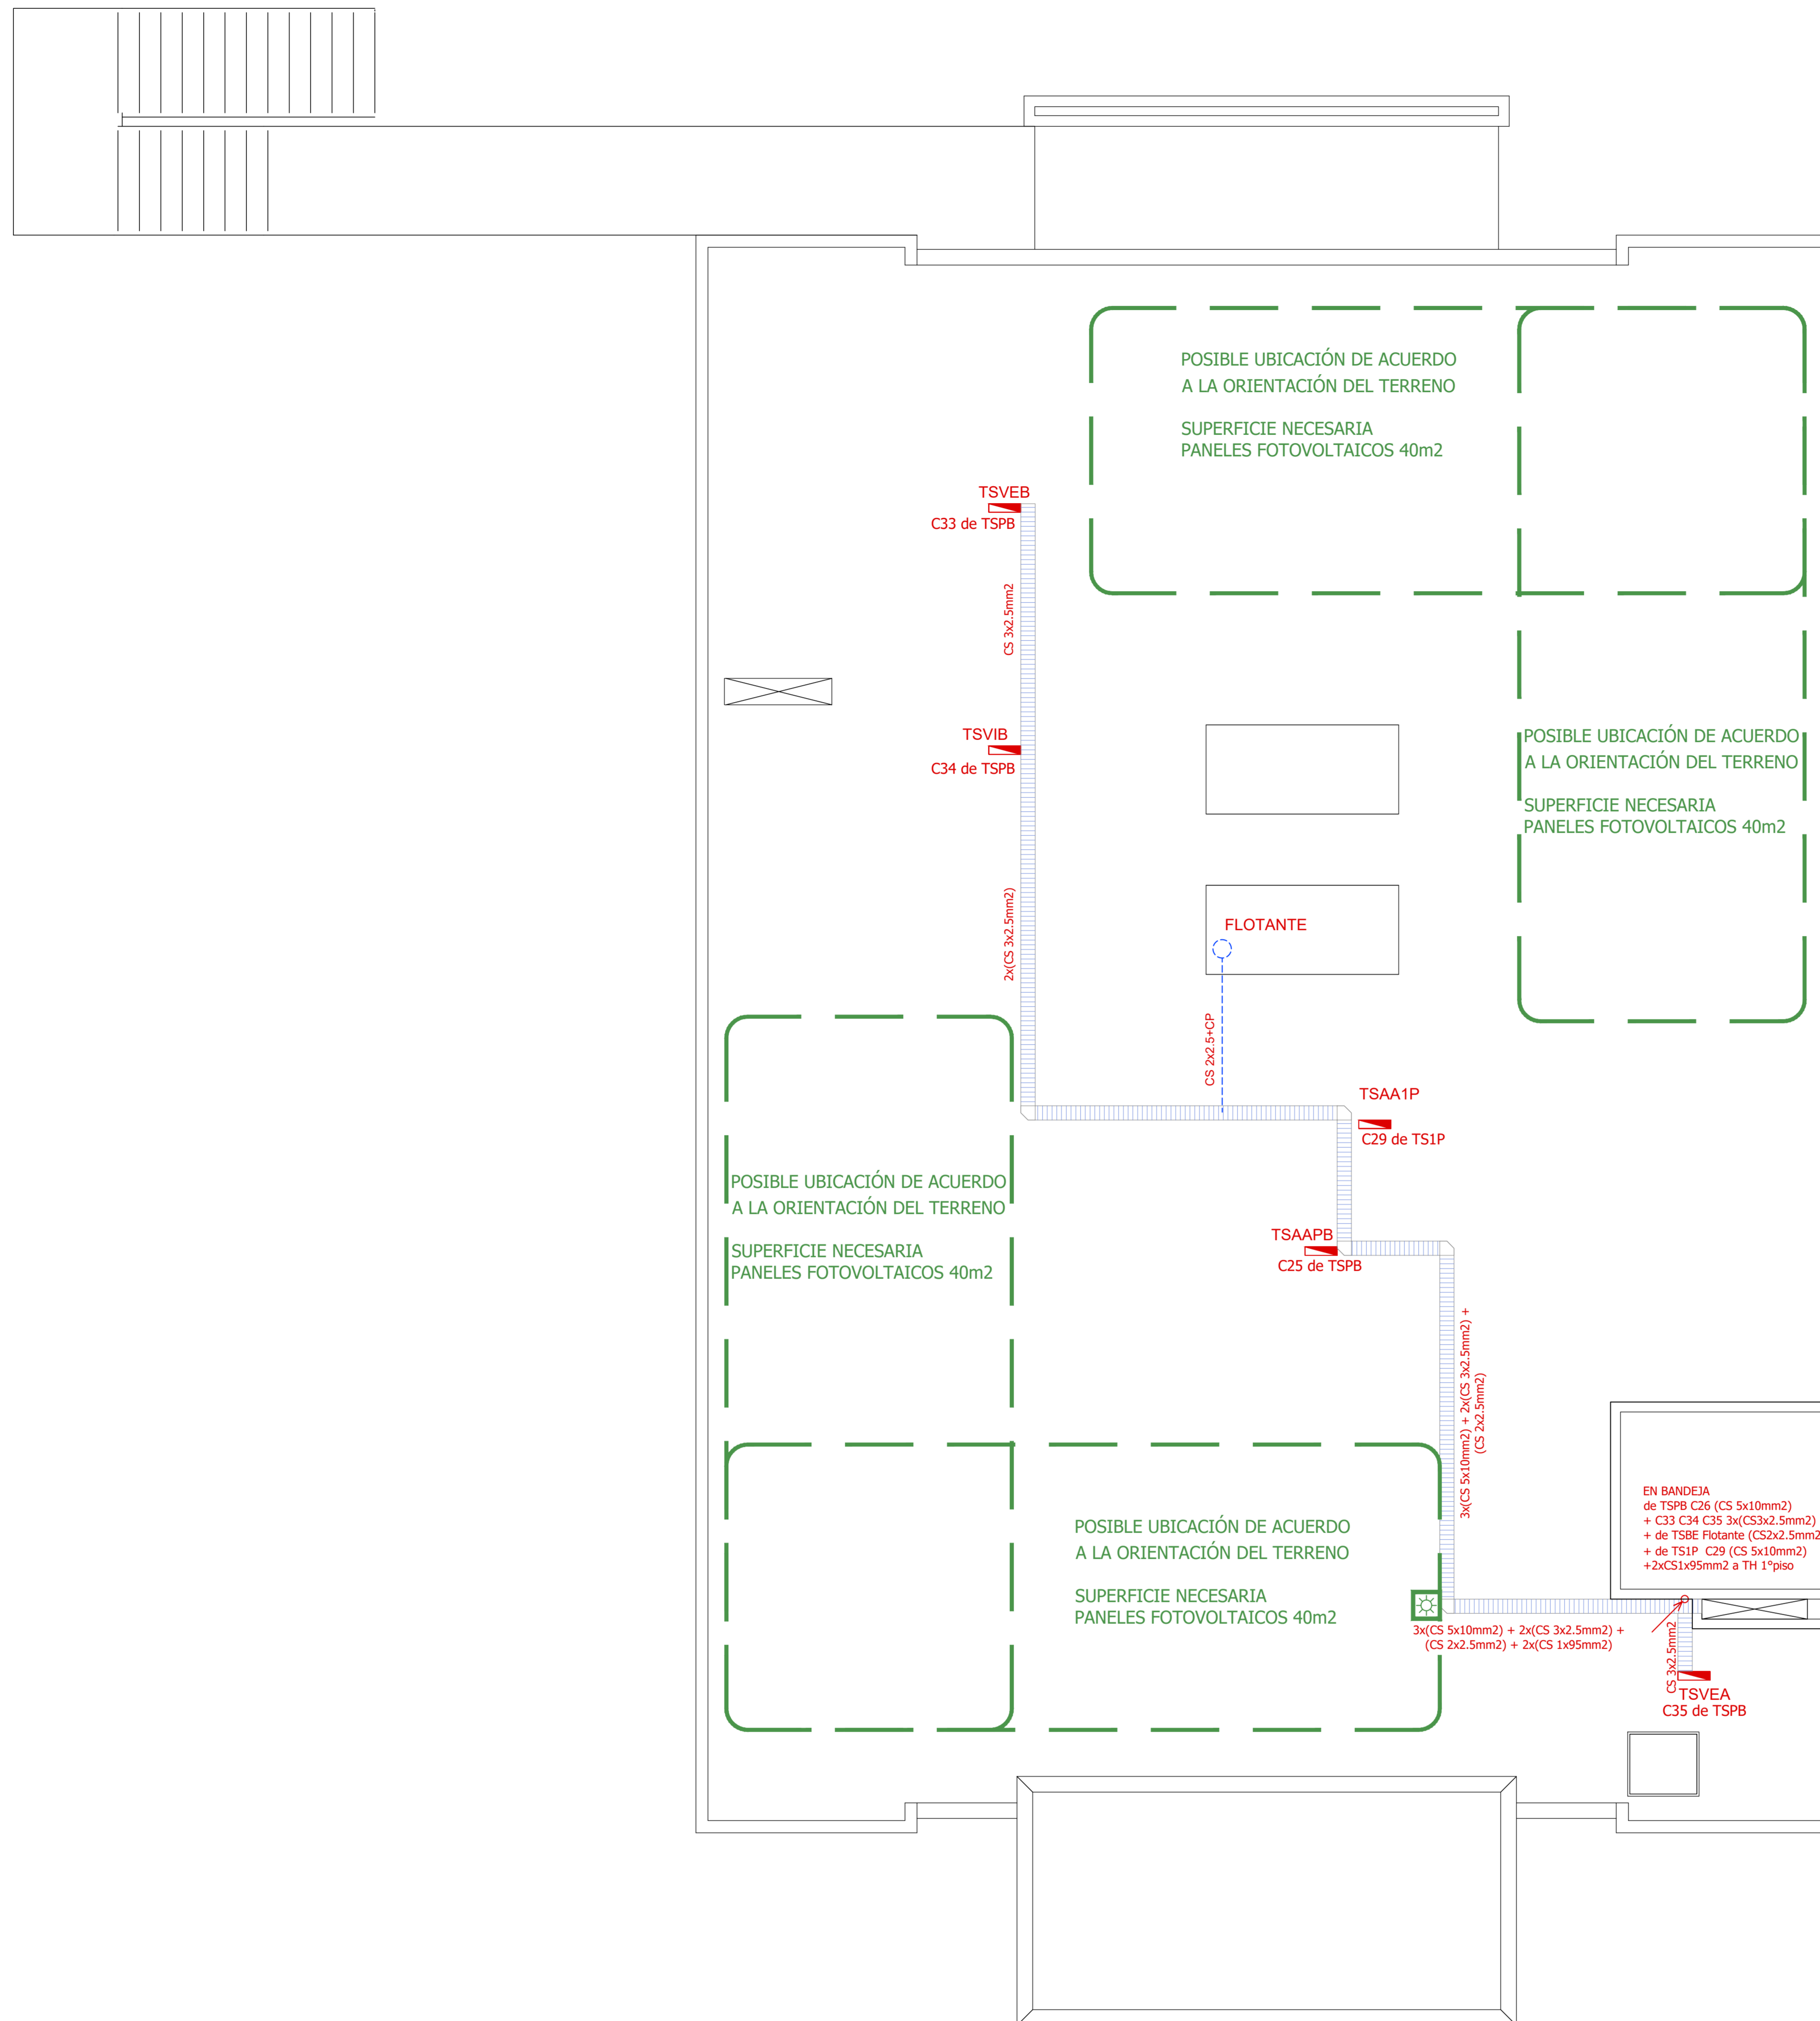 POSIBLE UBICACIÓN DE ACUERDO
A LA ORIENTACIÓN DEL TERRENO
SUPERFICIE NECESARIA
PANELES FOTOVOLTAICOS 40m2
TSVEB
C33 de TSPB
CS 3x2.5mm2
TSVIB
C34 de TSPB
POSIBLE UBICACIÓN DE ACUERDO
A LA ORIENTACIÓN DEL TERRENO
SUPERFICIE NECESARIA
PANELES FOTOVOLTAICOS 40m2
2x(CS 3x2.5mm2)
FLOTANTE
CS 2x2.5+CP
TSAA1P
C29 de TS1P
POSIBLE UBICACIÓN DE ACUERDO
A LA ORIENTACIÓN DEL TERRENO
SUPERFICIE NECESARIA
PANELES FOTOVOLTAICOS 40m2
TSAAPB
C25 de TSPB
3x(CS 5x10mm2) + 2x(CS 3x2.5mm2) +
(CS 2x2.5mm2)
EN BANDEJA
de TSPB C26 (CS 5x10mm2)
+ C33 C34 C35 3x(CS3x2.5mm2)
+ de TSBE Flotante (CS2x2.5mm2
+ de TS1P C29 (CS 5x10mm2)
+2xCS1x95mm2 a TH 1°piso
POSIBLE UBICACIÓN DE ACUERDO
A LA ORIENTACIÓN DEL TERRENO
SUPERFICIE NECESARIA
PANELES FOTOVOLTAICOS 40m2
3x(CS 5x10mm2) + 2x(CS 3x2.5mm2) +
(CS 2x2.5mm2) + 2x(CS 1x95mm2)
CS 3x2.5mm2
TSVEA
C35 de TSPB